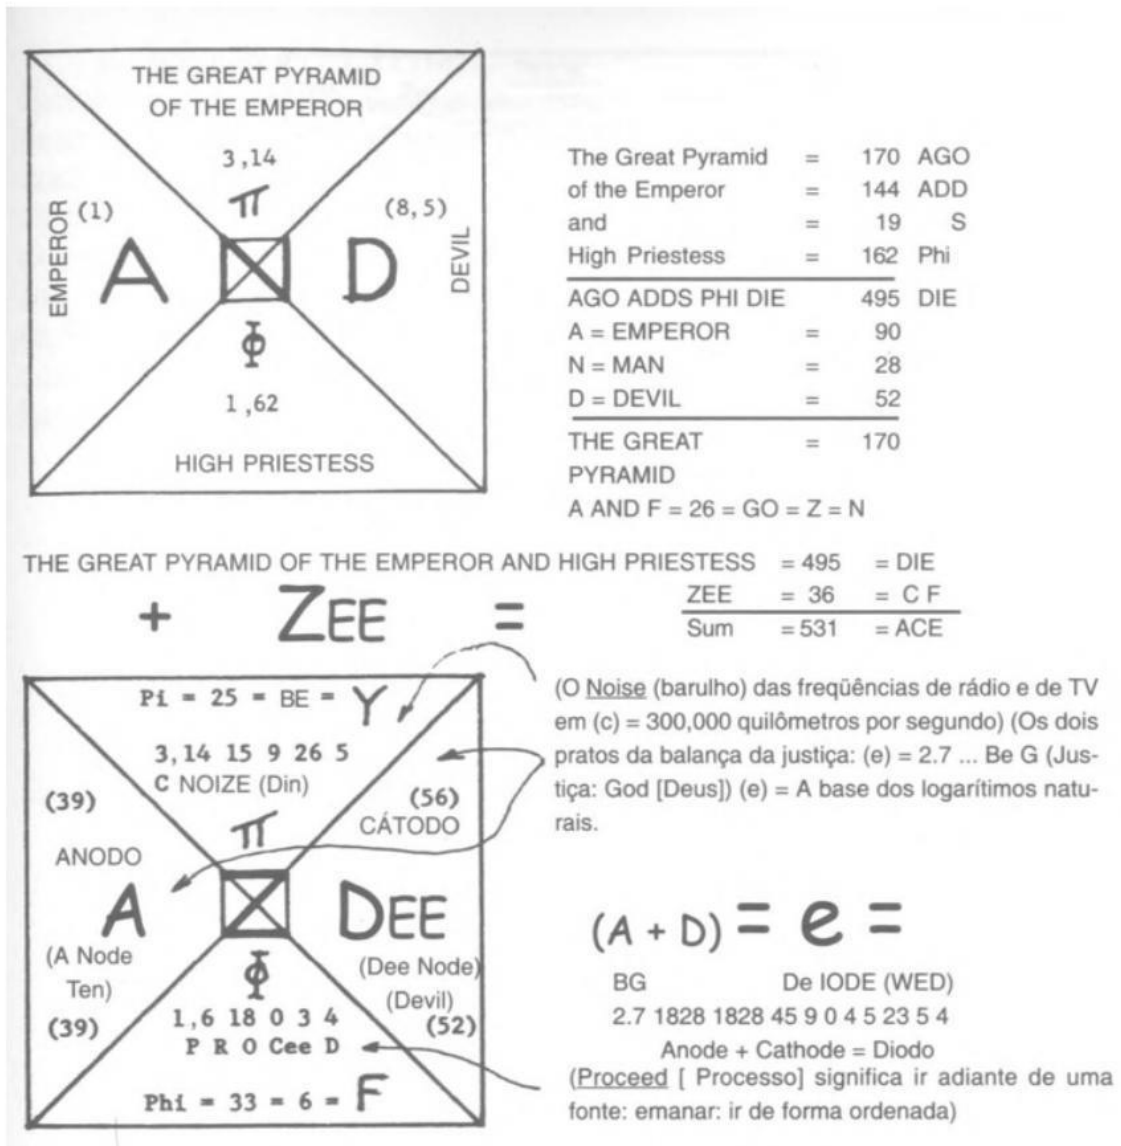 THE GREAT PYRAMID
OF THE EMPEROR
3,14
π
EMPEROR
(1)
A
N
(8,5)
D
DEVIL
Φ
1,62
HIGH PRIESTESS
The Great Pyramid = 170 AGO
of the Emperor = 144 ADD
and = 19 S
High Priestess = 162 Phi
AGO ADDS PHI DIE 495 DIE
A = EMPEROR = 90
N = MAN = 28
D = DEVIL = 52
THE GREAT = 170
PYRAMID
A AND F = 26 = GO = Z = N
THE GREAT PYRAMID OF THE EMPEROR AND HIGH PRIESTESS = 495 = DIE
+ ZEE =
ZEE = 36 = C F
Sum = 531 = ACE
Pi = 25 = BE = Y
3,14 15 9 26 5
C NOIZE (Din)
(39)
(56)
CÁTODO
π
ANODO
A
Z
DEE
(A Node
Ten)
(39)
(Dee Node)
(Devil)
(52)
Φ
1,6 18 0 3 4
P R O Cee D
Phi = 33 = 6 = F
(O Noise (barulho) das freqüências de rádio e de TV
em (c) = 300,000 quilômetros por segundo) (Os dois
pratos da balança da justiça: (e) = 2.7 ... Be G (Jus-
tiça: God [Deus]) (e) = A base dos logarítimos natu-
rais.
(A + D) = e =
BG De IODE (WED)
2.7 1828 1828 45 9 0 4 5 23 5 4
Anode + Cathode = Diodo
(Proceed [ Processo] significa ir adiante de uma
fonte: emanar: ir de forma ordenada)